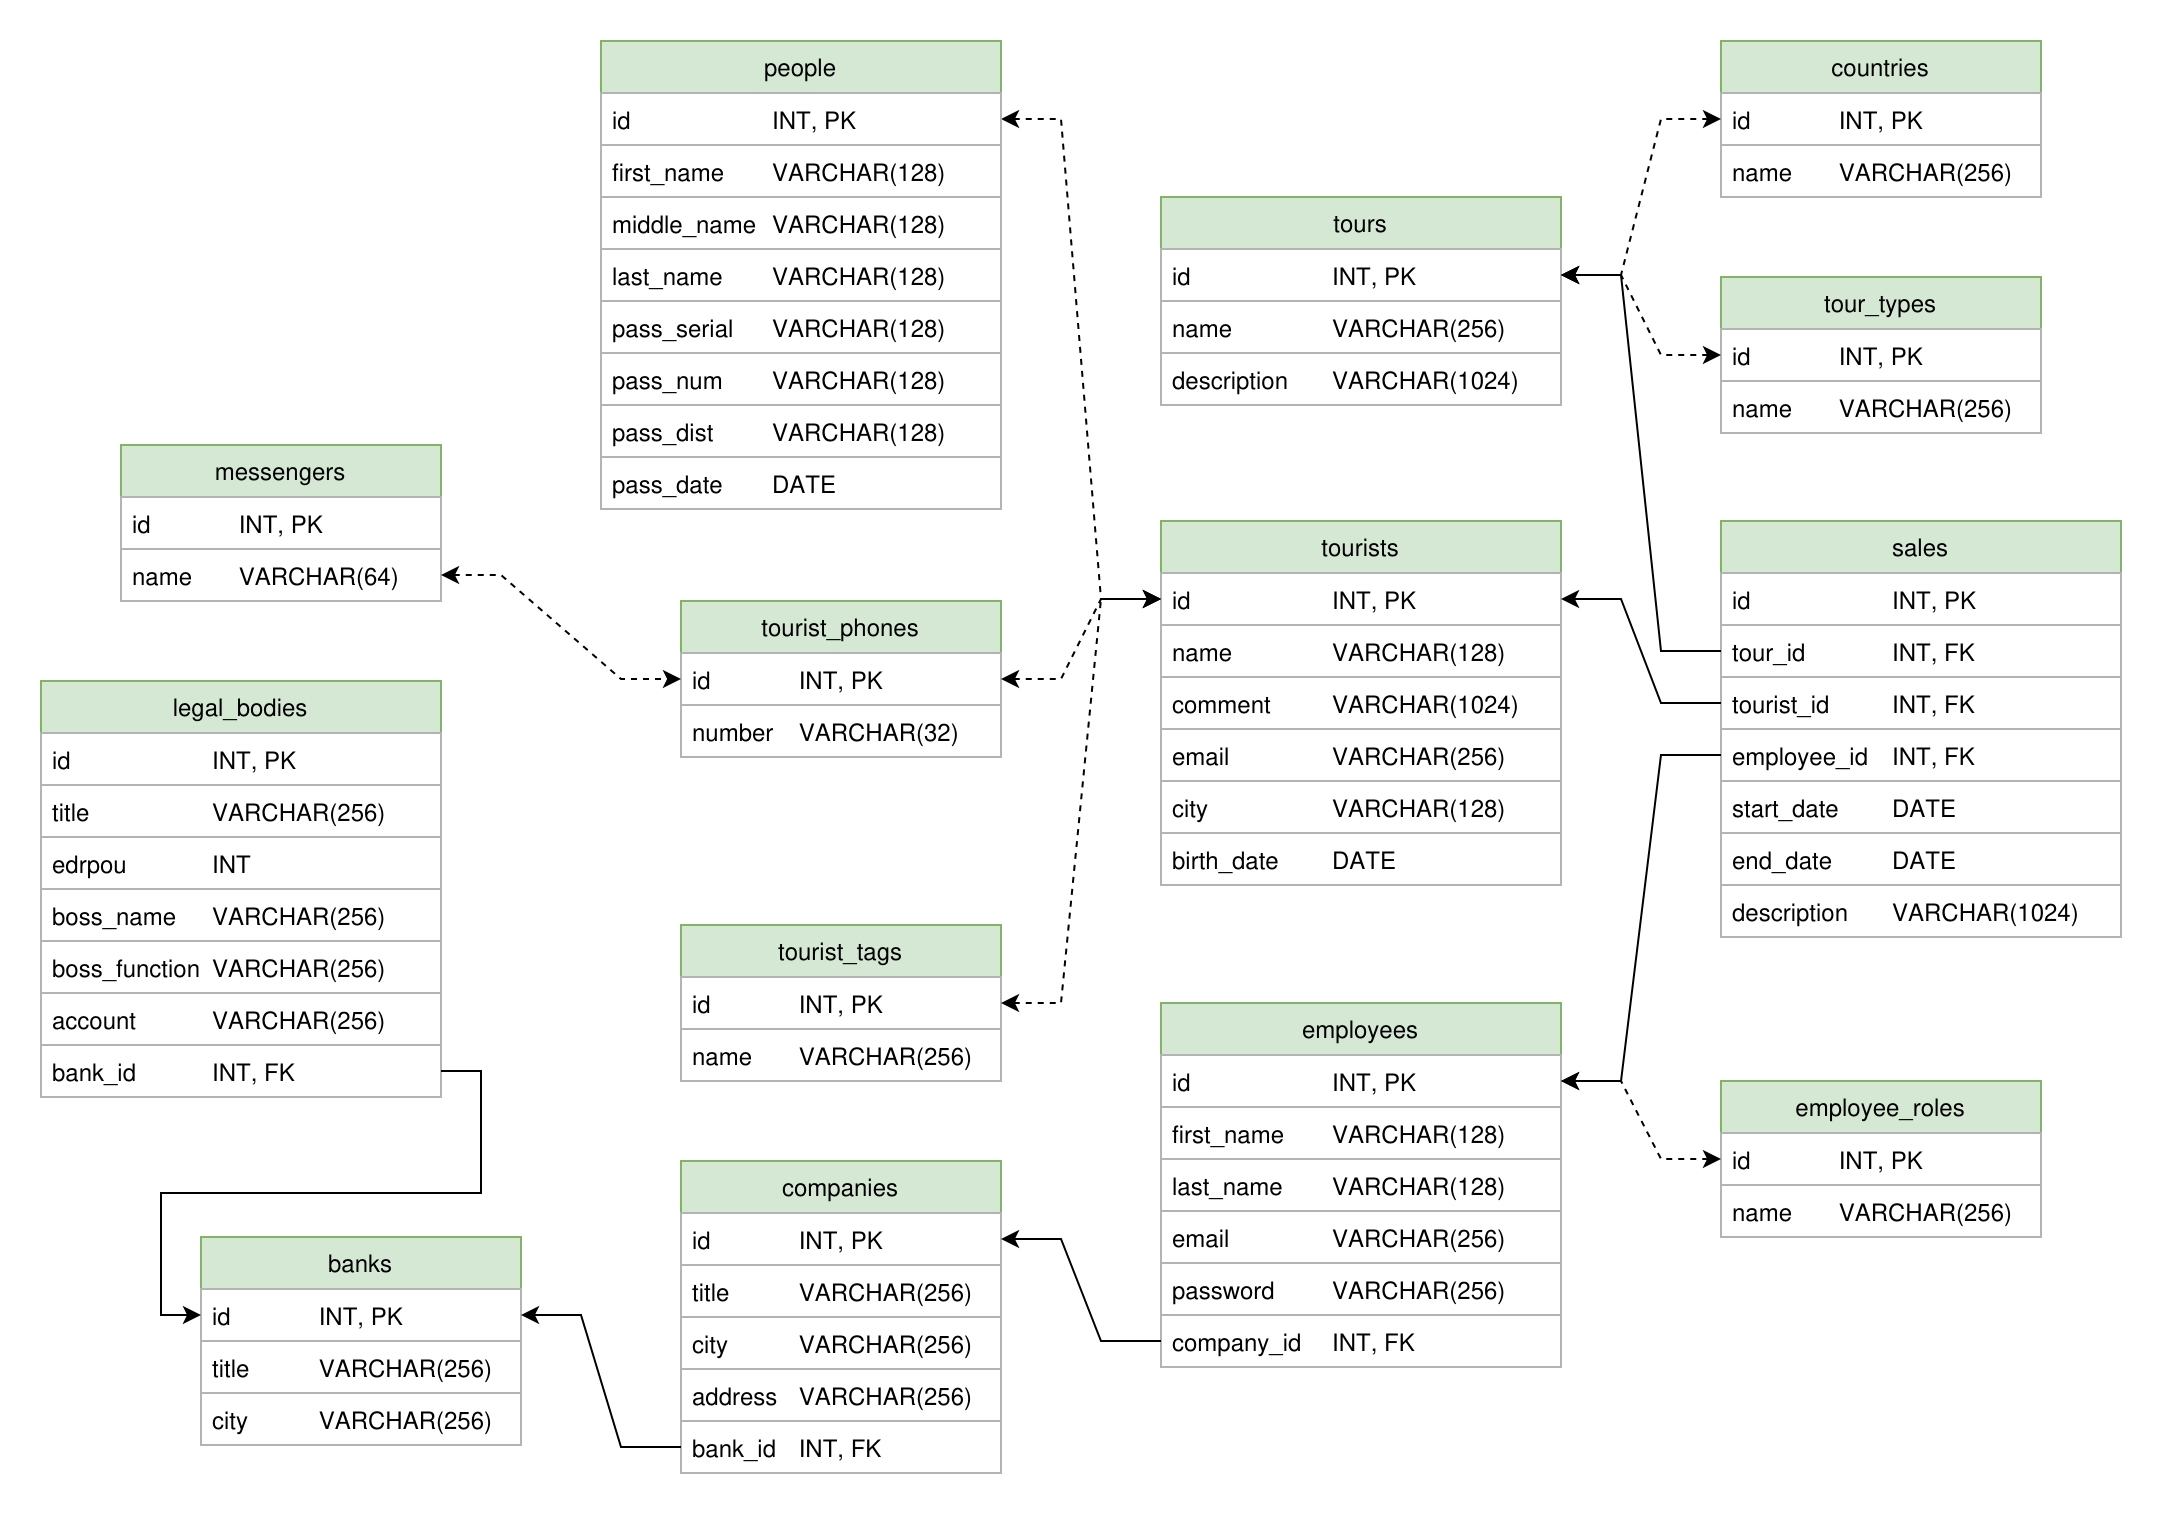 people
id INT, PK
first_name VARCHAR(128)
middle_name VARCHAR(128)
last_name VARCHAR(128)
pass_serial VARCHAR(128)
pass_num VARCHAR(128)
pass_dist VARCHAR(128)
pass_date DATE
countries
id INT, PK
name VARCHAR(256)
tours
id INT, PK
name VARCHAR(256)
description VARCHAR(1024)
tour_types
id INT, PK
name VARCHAR(256)
messengers
id INT, PK
name VARCHAR(64)
tourist_phones
id INT, PK
number VARCHAR(32)
tourists
id INT, PK
name VARCHAR(128)
comment VARCHAR(1024)
email VARCHAR(256)
city VARCHAR(128)
birth_date DATE
sales
id INT, PK
tour_id INT, FK
tourist_id INT, FK
employee_id INT, FK
start_date DATE
end_date DATE
description VARCHAR(1024)
legal_bodies
id INT, PK
title VARCHAR(256)
edrpou INT
boss_name VARCHAR(256)
boss_function VARCHAR(256)
account VARCHAR(256)
bank_id INT, FK
tourist_tags
id INT, PK
name VARCHAR(256)
employees
id INT, PK
first_name VARCHAR(128)
last_name VARCHAR(128)
email VARCHAR(256)
password VARCHAR(256)
company_id INT, FK
employee_roles
id INT, PK
name VARCHAR(256)
banks
id INT, PK
title VARCHAR(256)
city VARCHAR(256)
companies
id INT, PK
title VARCHAR(256)
city VARCHAR(256)
address VARCHAR(256)
bank_id INT, FK